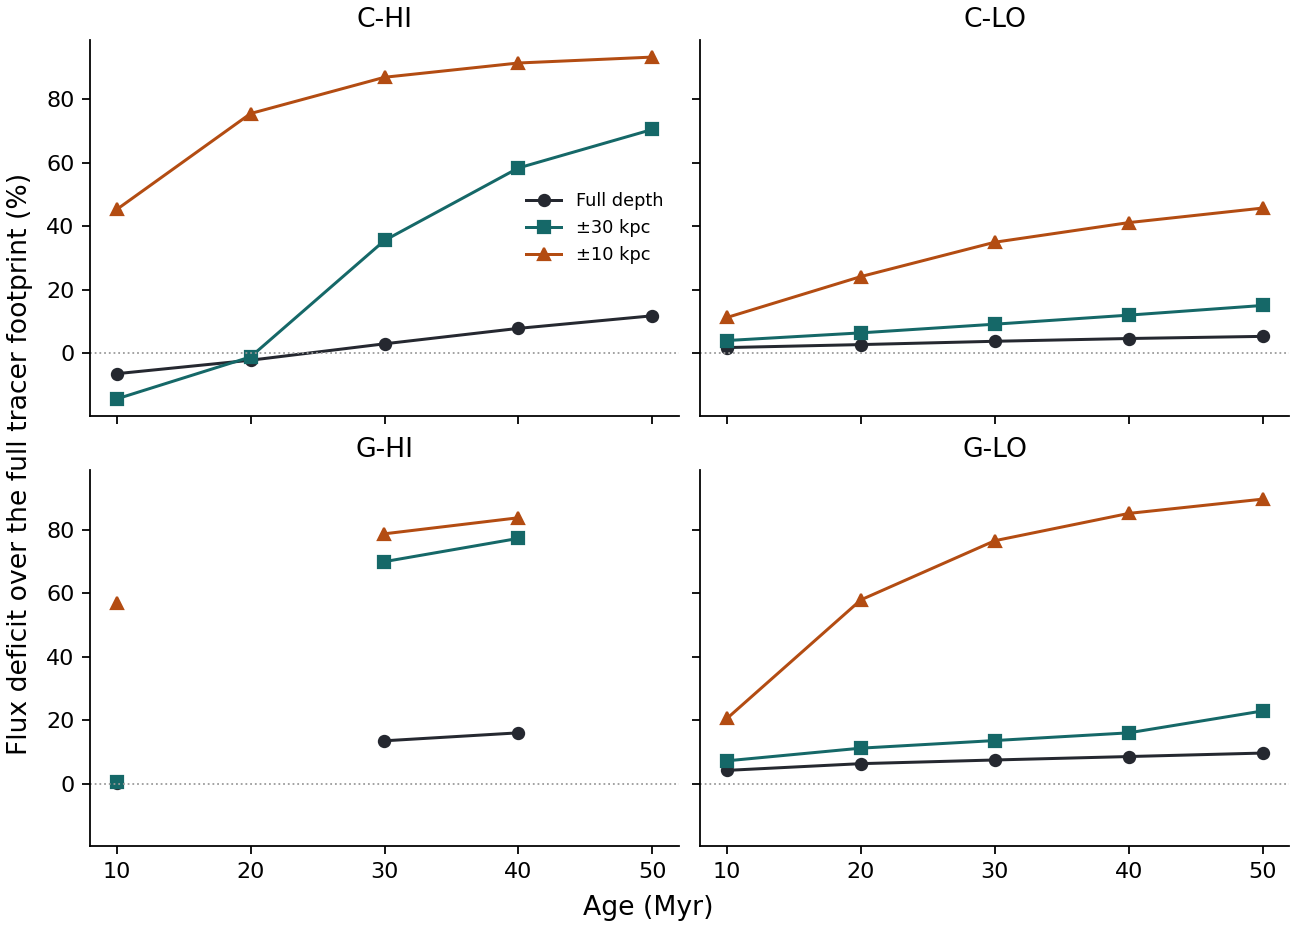 C-HI
C-LO
80
60
40
20
0
Full depth
±30 kpc
±10 kpc
Flux deficit over the full tracer footprint (%)
G-HI
G-LO
80
60
40
20
0
10 20 30 40 50
10 20 30 40 50
Age (Myr)